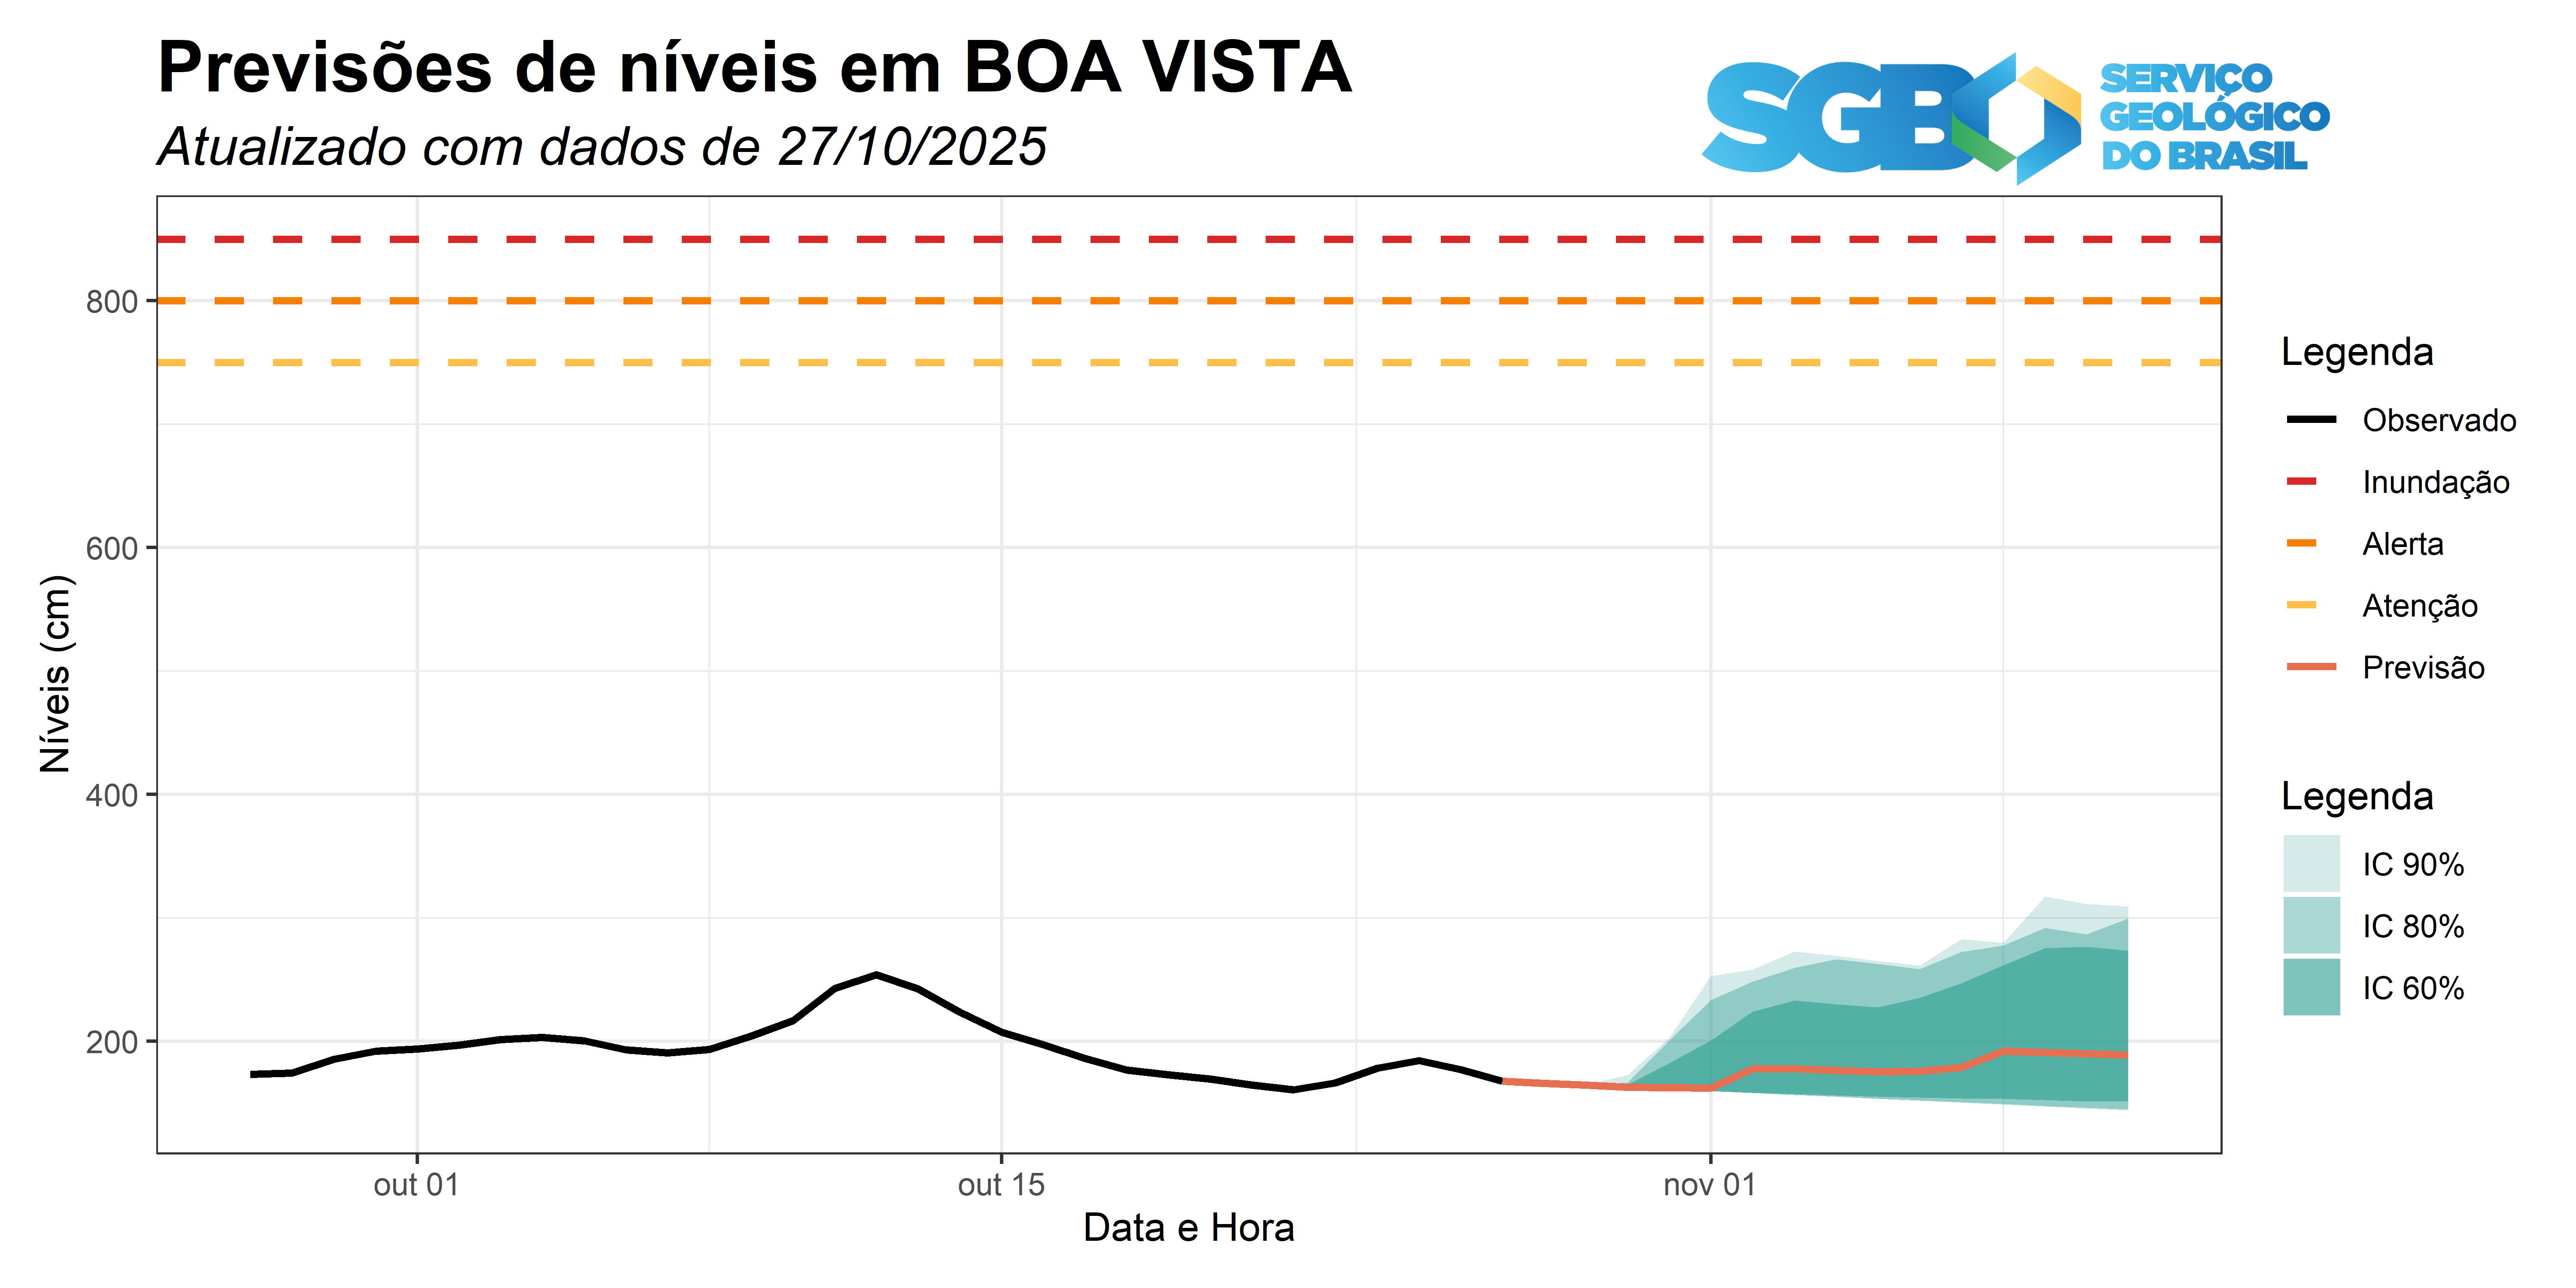 Previsões de níveis em BOA VISTA
Atualizado com dados de 27/10/2025
SGB
SERVIÇO
GEOLÓGICO
DO BRASIL
800
600
400
200
Níveis (cm)
out 01
out 15
nov 01
Data e Hora
Legenda
Observado
Inundação
Alerta
Atenção
Previsão
Legenda
IC 90%
IC 80%
IC 60%